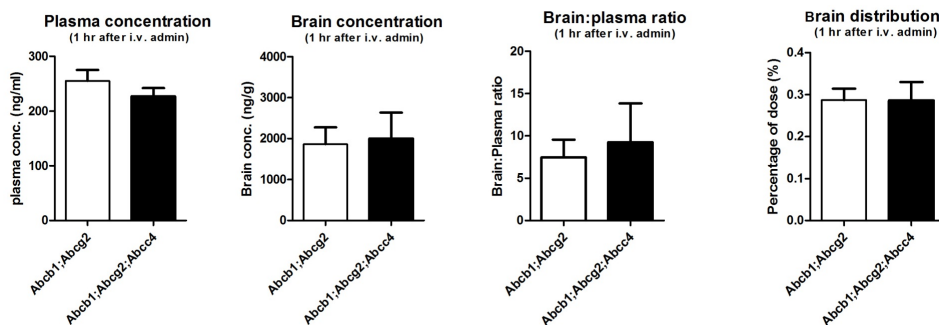 Plasma concentration
(1 hr after i.v. admin)
plasma conc. (ng/ml)
300
200
100
0
Abcb1;Abcg2
Abcb1;Abcg2;Abcc4
Brain concentration
(1 hr after i.v. admin)
Brain conc. (ng/g)
4000
3000
2000
1000
0
Abcb1;Abcg2
Abcb1;Abcg2;Abcc4
Brain:plasma ratio
(1 hr after i.v. admin)
Brain:Plasma ratio
20
15
10
5
0
Abcb1;Abcg2
Abcb1;Abcg2;Abcc4
Brain distribution
(1 hr after i.v. admin)
Percentage of dose (%)
0.4
0.3
0.2
0.1
0.0
Abcb1;Abcg2
Abcb1;Abcg2;Abcc4